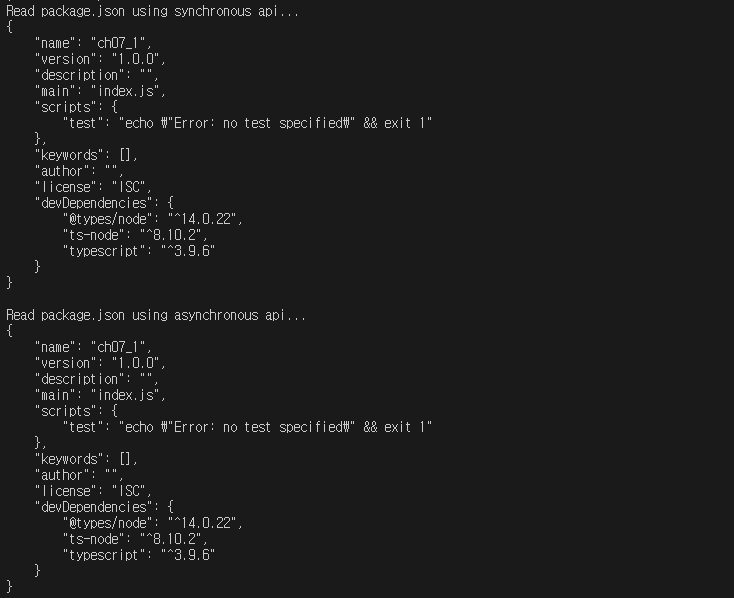 Read package.json using synchronous api...
{
    "name": "ch07_1",
    "version": "1.0.0",
    "description": "",
    "main": "index.js",
    "scripts": {
        "test": "echo ₩"Error: no test specified₩" && exit 1"
    },
    "keywords": [],
    "author": "",
    "license": "ISC",
    "devDependencies": {
        "@types/node": "^14.0.22",
        "ts-node": "^8.10.2",
        "typescript": "^3.9.6"
    }
}

Read package.json using asynchronous api...
{
    "name": "ch07_1",
    "version": "1.0.0",
    "description": "",
    "main": "index.js",
    "scripts": {
        "test": "echo ₩"Error: no test specified₩" && exit 1"
    },
    "keywords": [],
    "author": "",
    "license": "ISC",
    "devDependencies": {
        "@types/node": "^14.0.22",
        "ts-node": "^8.10.2",
        "typescript": "^3.9.6"
    }
}